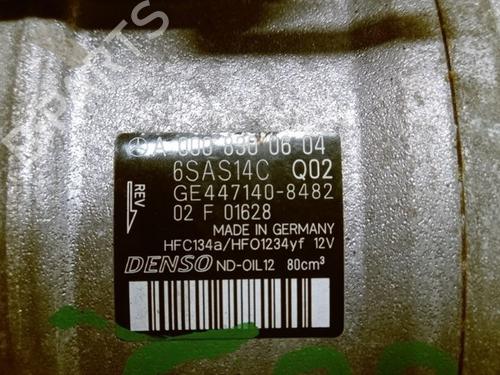 A 000 830 06 04
6SAS14C Q02
REV.
GE447140-8482
02 F 01628
MADE IN GERMANY
HFC134a/HFO1234yf 12V
DENSO ND-OIL12 80cm³